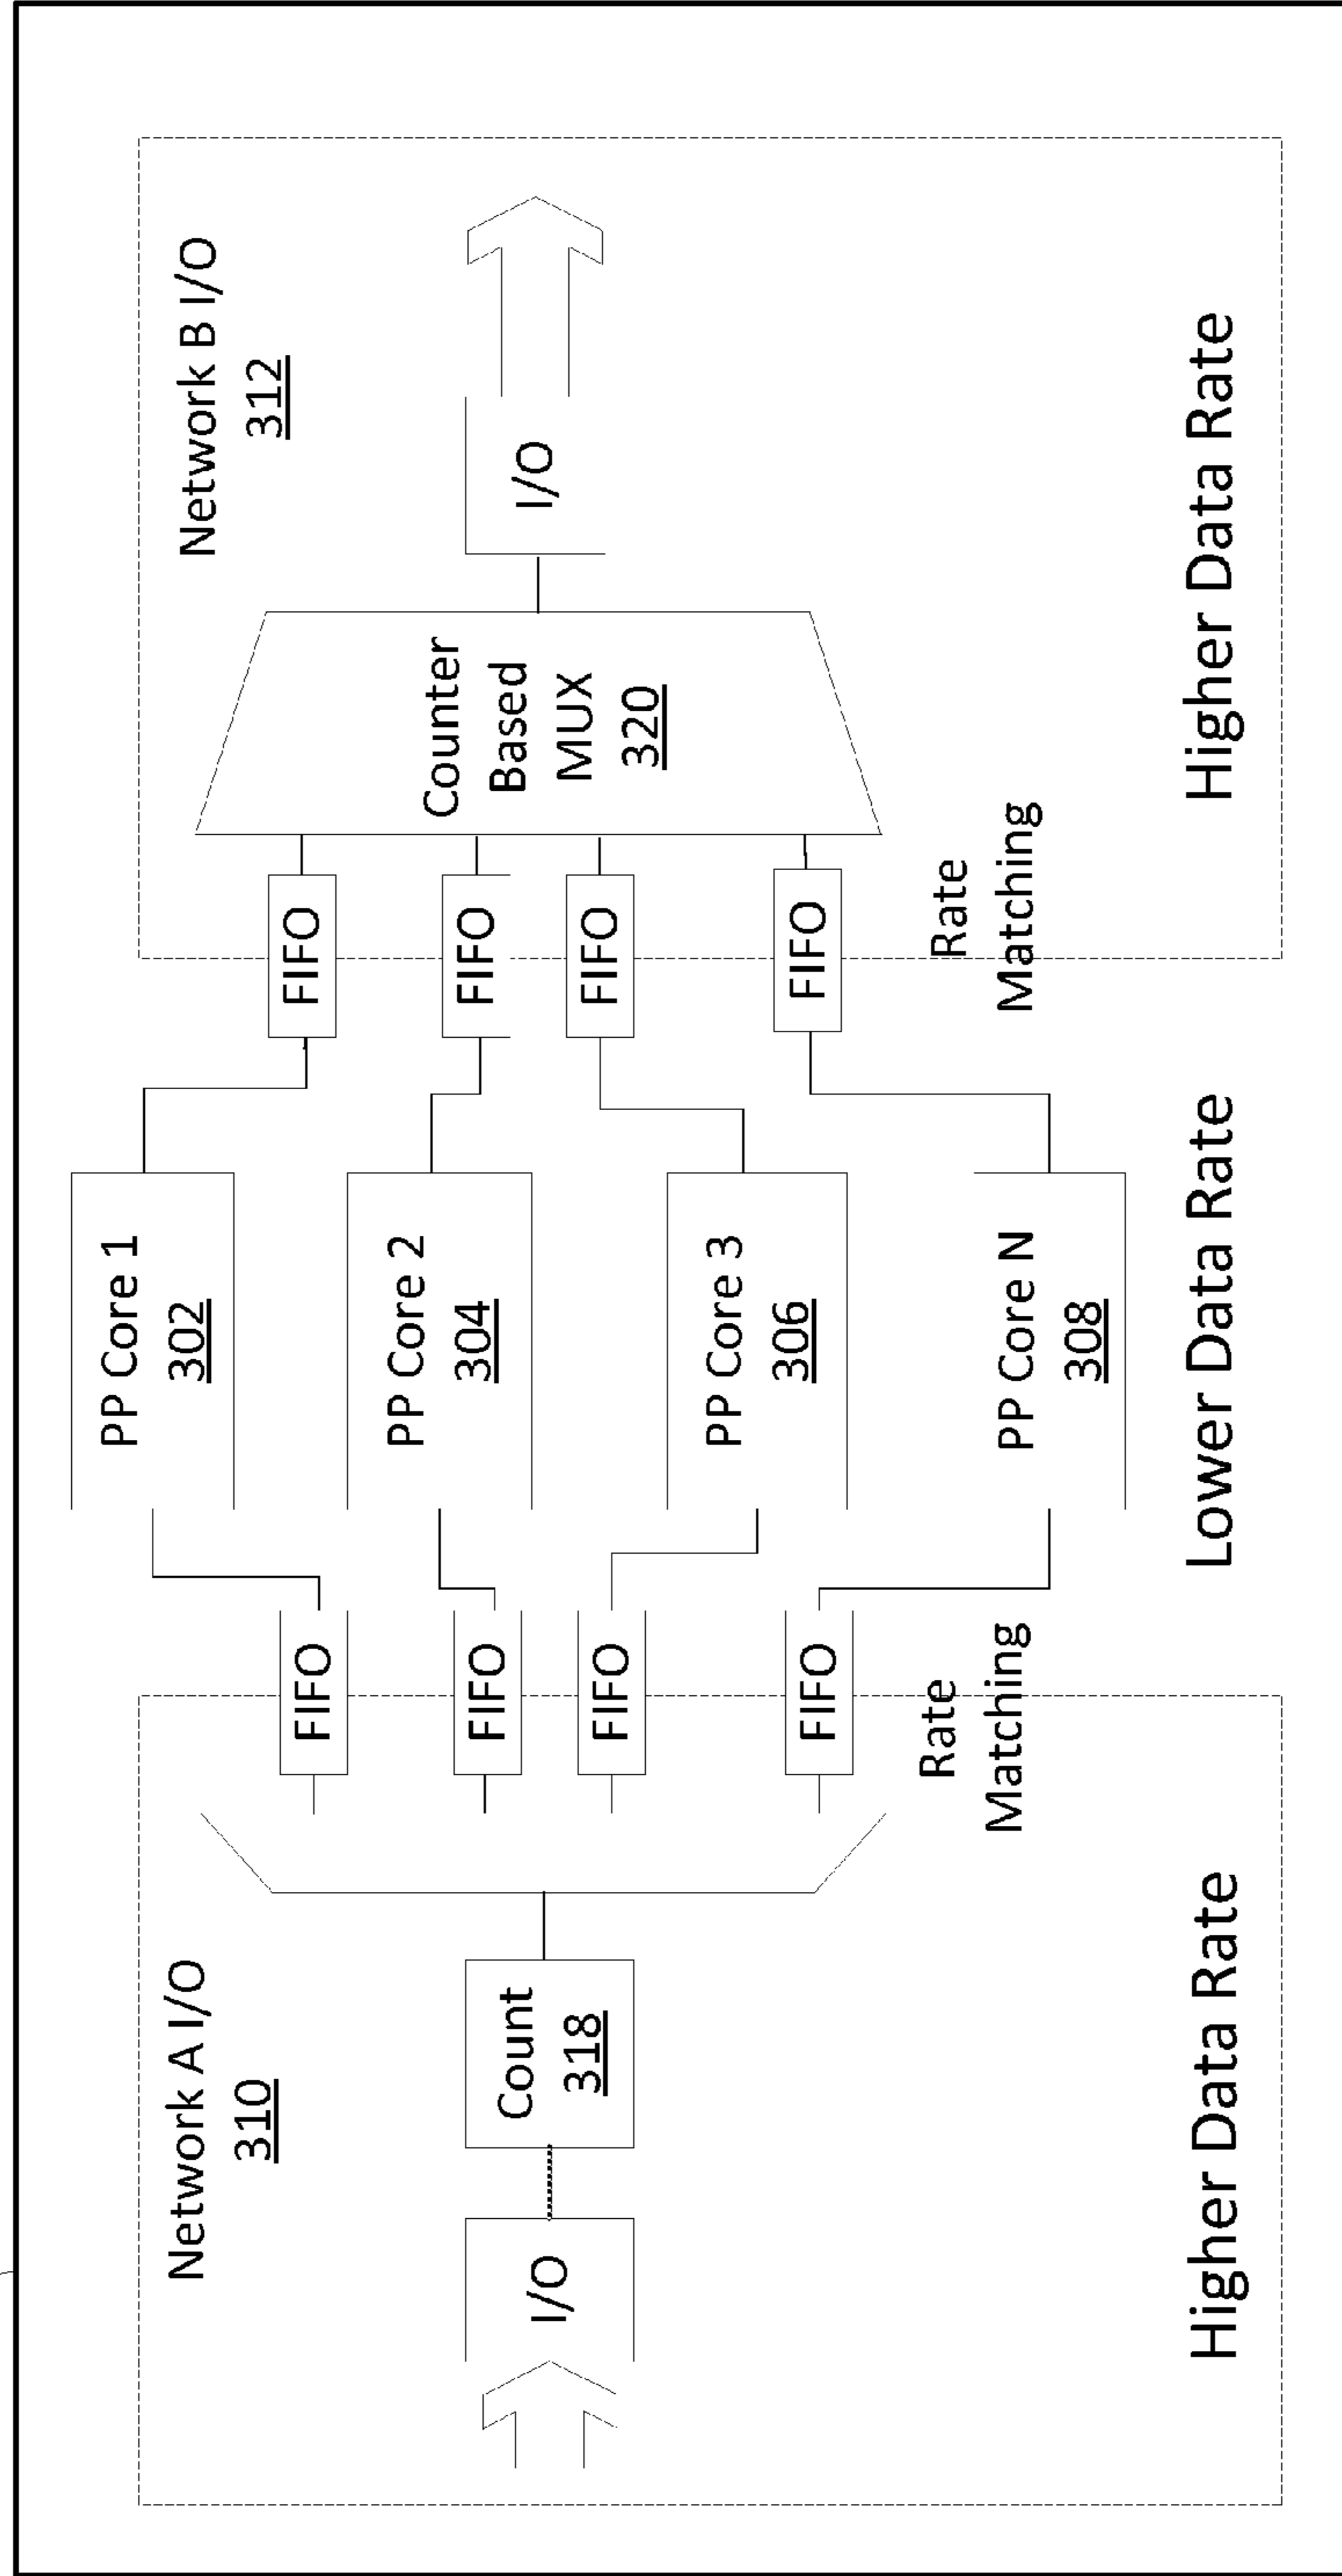 Network A I/O
310
I/O
Count
318
FIFO
FIFO
FIFO
FIFO
Rate
Matching
Higher Data Rate
PP Core 1
302
PP Core 2
304
PP Core 3
306
PP Core N
308
Lower Data Rate
FIFO
FIFO
FIFO
FIFO
Rate
Matching
Network B I/O
312
Counter
Based
MUX
320
I/O
Higher Data Rate